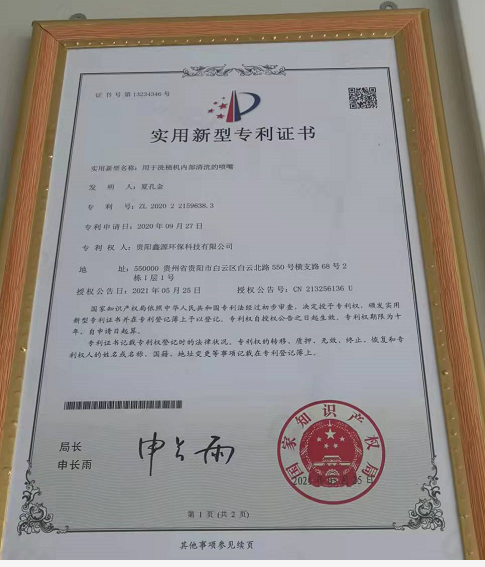 证书号第13234346号
实用新型专利证书
实用新型名称：用于洗桶机内部清洗的喷嘴
发明人：夏孔金
专利号：ZL 2020 2 2159638.3
专利申请日：2020年09月27日
专利权人：贵阳鑫源环保科技有限公司
地址：550000 贵州省贵阳市白云区白云北路550号横支路68号2
栋1层1号
授权公告日：2021年05月25日 授权公告号：CN 213256136 U
国家知识产权局依照中华人民共和国专利法经过初步审查，决定授予专利权，颁发实用
新型专利证书并在专利登记簿上予以登记。专利权自授权公告之日起生效。专利权期限为十
年，自申请日起算。
专利证书记载专利权登记时的法律状况。专利权的转移、质押、无效、终止、恢复和专
利权人的姓名或名称、国籍、地址变更等事项记载在专利登记簿上。
局长
申长雨
申长雨
国家知识产权局
第1页(共2页)
其他事项参见续页